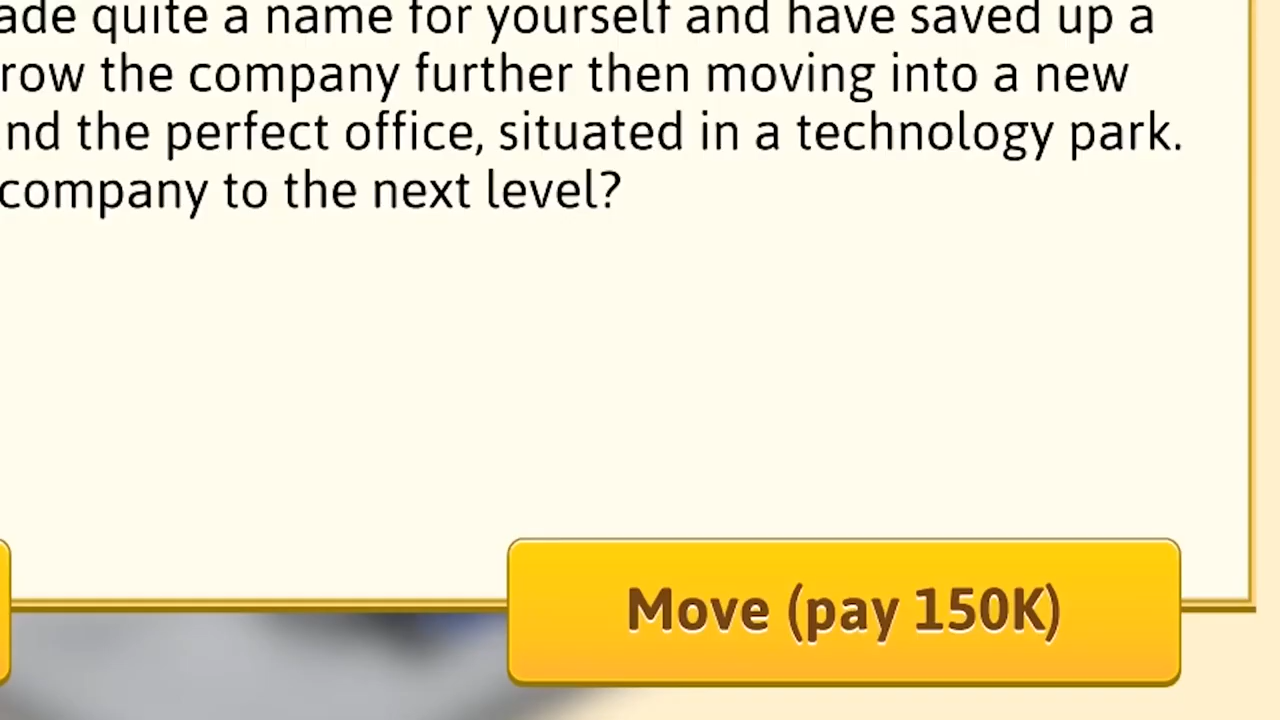 ade quite a name for yourself and have saved up a
row the company further then moving into a new
nd the perfect office, situated in a technology park.
company to the next level?
Move (pay 150K)